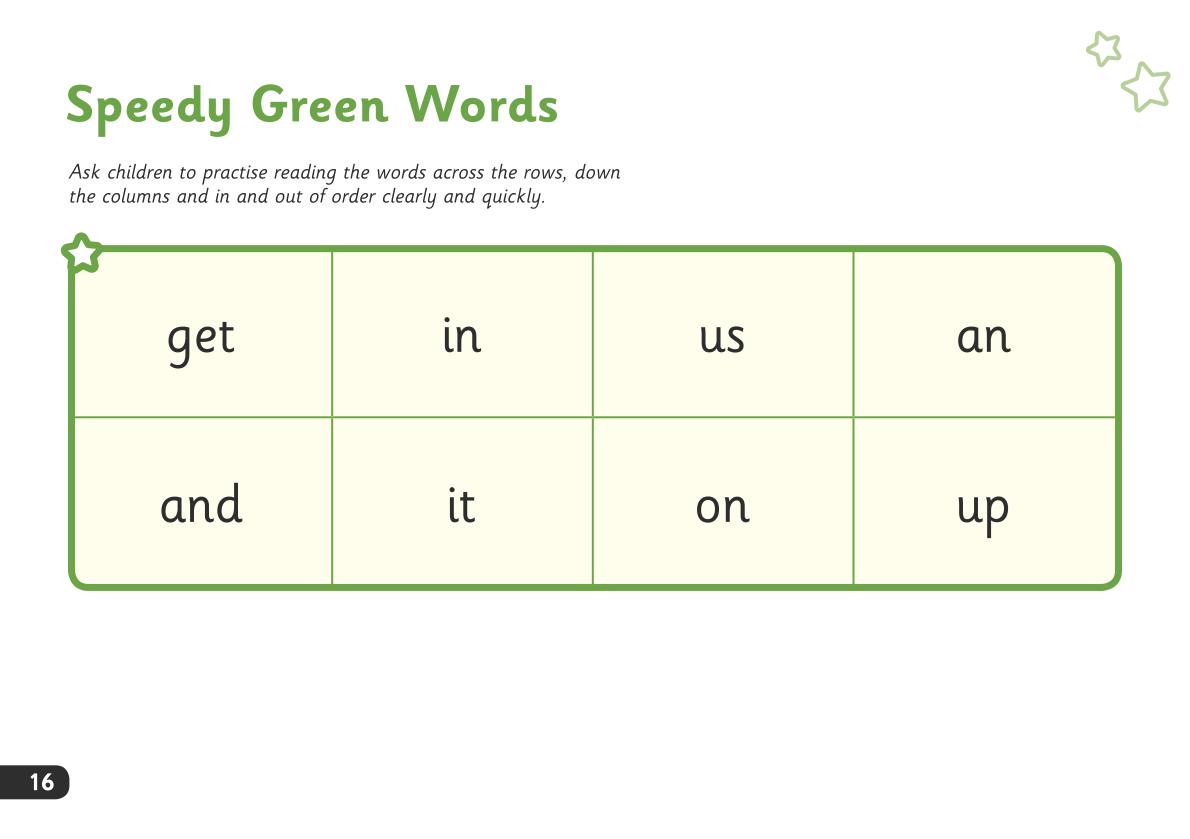 Speedy Green Words
Ask children to practise reading the words across the rows, down
the columns and in and out of order clearly and quickly.
get in us an
and it on up
16